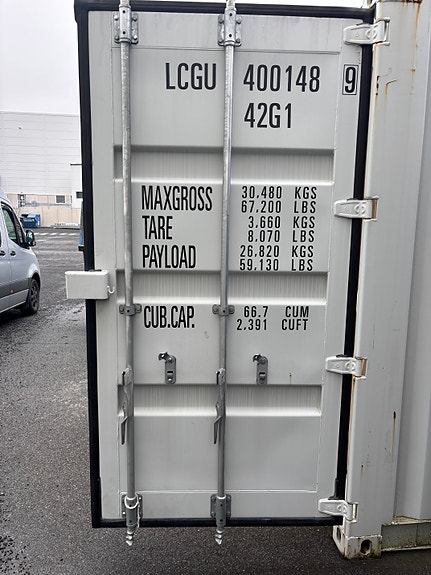 LCGU 400148 9
42G1
MAXGROSS 30.480 KGS
67.200 LBS
TARE 3.660 KGS
8.070 LBS
PAYLOAD 26.820 KGS
59.130 LBS
CUB.CAP. 66.7 CUM
2.391 CUFT